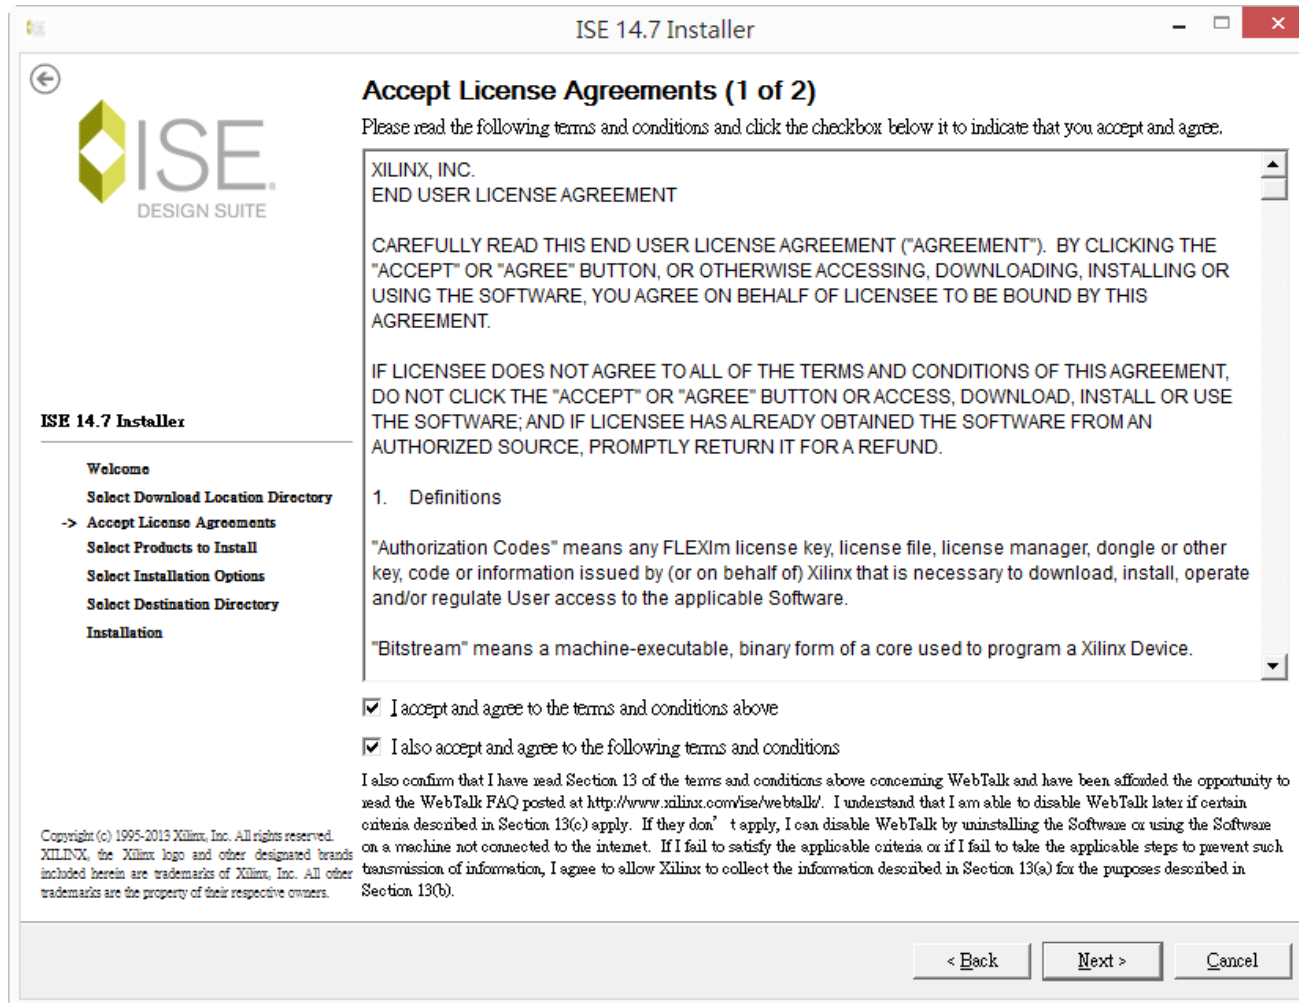 ISE 14.7 Installer
ISE
DESIGN SUITE
ISE 14.7 Installer
Welcome
Select Download Location Directory
-> Accept License Agreements
Select Products to Install
Select Installation Options
Select Destination Directory
Installation
Copyright (c) 1995-2013 Xilinx, Inc. All rights reserved.
XILINX, the Xilinx logo and other designated brands
included herein are trademarks of Xilinx, Inc. All other
trademarks are the property of their respective owners.
Accept License Agreements (1 of 2)
Please read the following terms and conditions and click the checkbox below it to indicate that you accept and agree.
XILINX, INC.
END USER LICENSE AGREEMENT
CAREFULLY READ THIS END USER LICENSE AGREEMENT ("AGREEMENT"). BY CLICKING THE
"ACCEPT" OR "AGREE" BUTTON, OR OTHERWISE ACCESSING, DOWNLOADING, INSTALLING OR
USING THE SOFTWARE, YOU AGREE ON BEHALF OF LICENSEE TO BE BOUND BY THIS
AGREEMENT.
IF LICENSEE DOES NOT AGREE TO ALL OF THE TERMS AND CONDITIONS OF THIS AGREEMENT,
DO NOT CLICK THE "ACCEPT" OR "AGREE" BUTTON OR ACCESS, DOWNLOAD, INSTALL OR USE
THE SOFTWARE; AND IF LICENSEE HAS ALREADY OBTAINED THE SOFTWARE FROM AN
AUTHORIZED SOURCE, PROMPTLY RETURN IT FOR A REFUND.
1. Definitions
"Authorization Codes" means any FLEXlm license key, license file, license manager, dongle or other
key, code or information issued by (or on behalf of) Xilinx that is necessary to download, install, operate
and/or regulate User access to the applicable Software.
"Bitstream" means a machine-executable, binary form of a core used to program a Xilinx Device.
I accept and agree to the terms and conditions above
I also accept and agree to the following terms and conditions
I also confirm that I have read Section 13 of the terms and conditions above concerning WebTalk and have been afforded the opportunity to
read the WebTalk FAQ posted at http://www.xilinx.com/ise/webtalk/. I understand that I am able to disable WebTalk later if certain
criteria described in Section 13(c) apply. If they don’t apply, I can disable WebTalk by uninstalling the Software or using the Software
on a machine not connected to the internet. If I fail to satisfy the applicable criteria or if I fail to take the applicable steps to prevent such
transmission of information, I agree to allow Xilinx to collect the information described in Section 13(a) for the purposes described in
Section 13(b).
< Back
Next >
Cancel